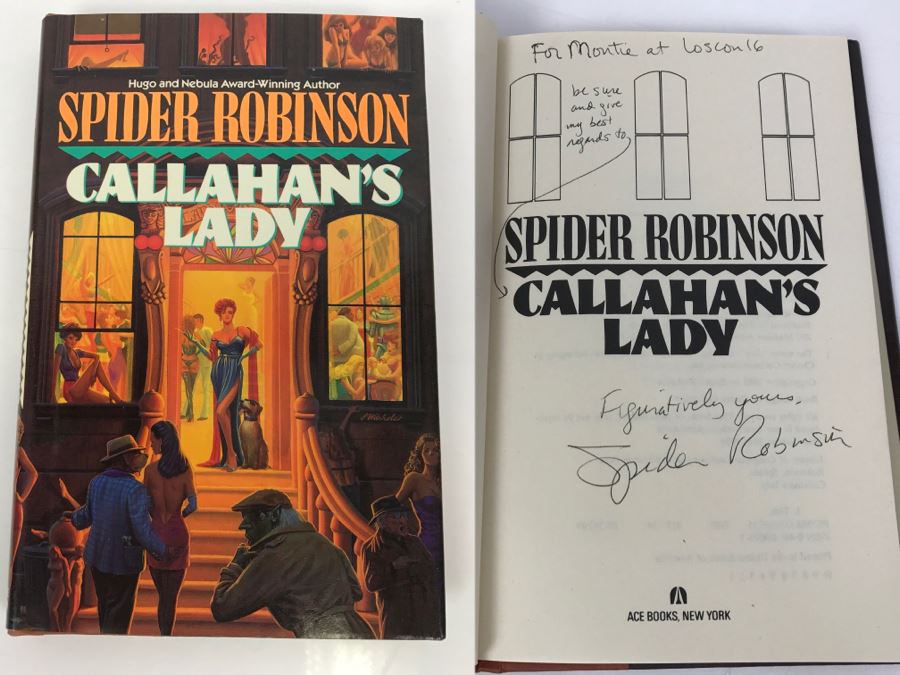 Hugo and Nebula Award-Winning Author
SPIDER ROBINSON
CALLAHAN'S
LADY
For Montie at Loscon 16
be sure
and give
my best
regards to
SPIDER ROBINSON
CALLAHAN'S
LADY
Figuratively yours,
Spider Robinson
ACE BOOKS, NEW YORK